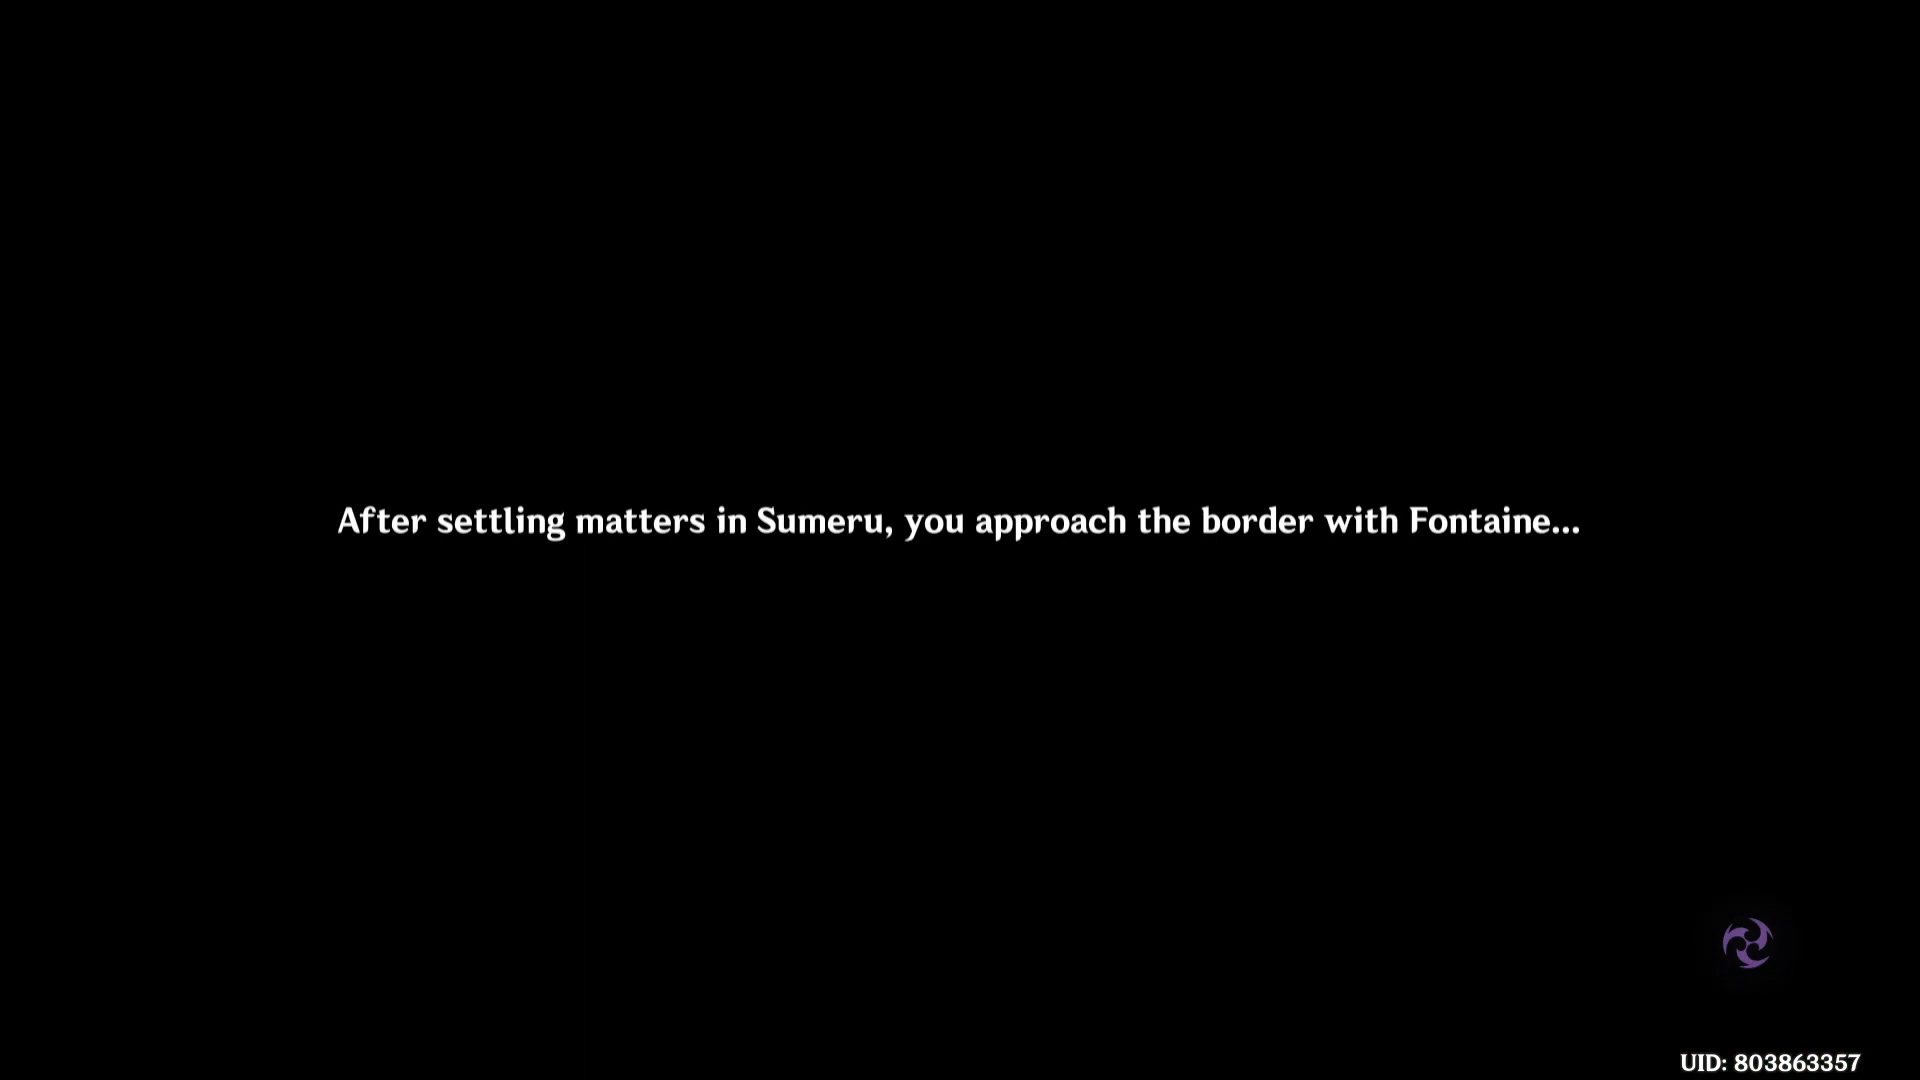 After settling matters in Sumeru, you approach the border with Fontaine...
UID: 803863357